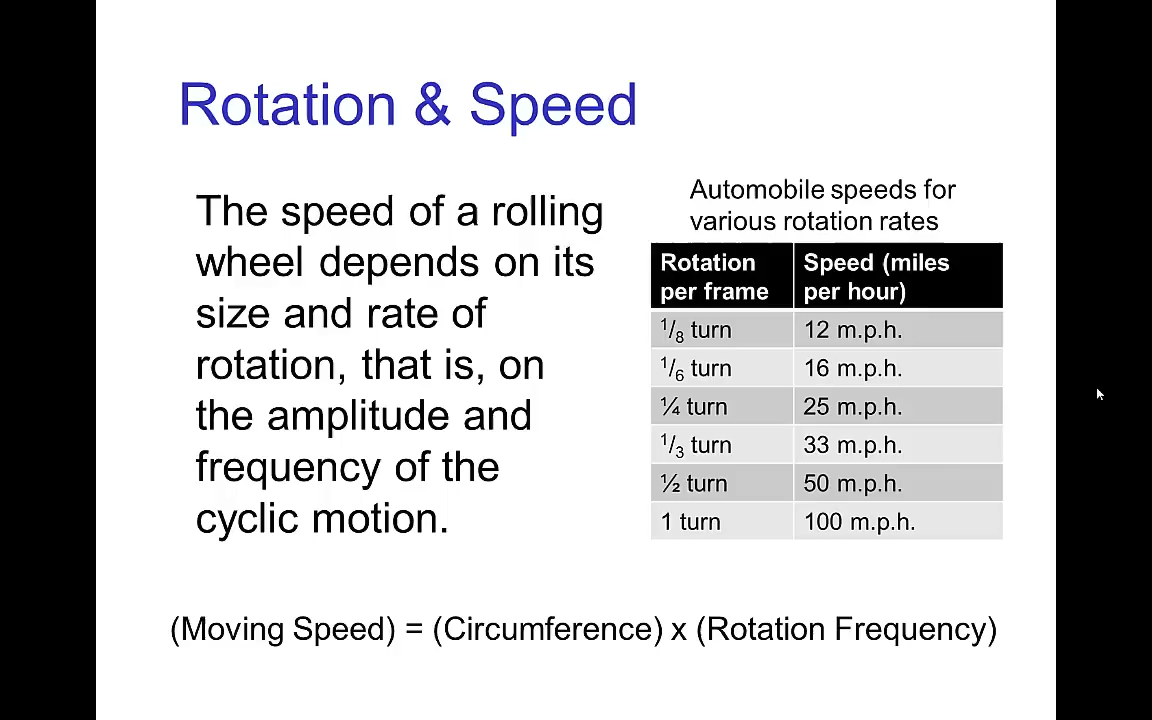 Rotation & Speed
The speed of a rolling
wheel depends on its
size and rate of
rotation, that is, on
the amplitude and
frequency of the
cyclic motion.
Automobile speeds for
various rotation rates
Rotation per frame | Speed (miles per hour)
1/8 turn | 12 m.p.h.
1/6 turn | 16 m.p.h.
¼ turn | 25 m.p.h.
1/3 turn | 33 m.p.h.
½ turn | 50 m.p.h.
1 turn | 100 m.p.h.
(Moving Speed) = (Circumference) x (Rotation Frequency)